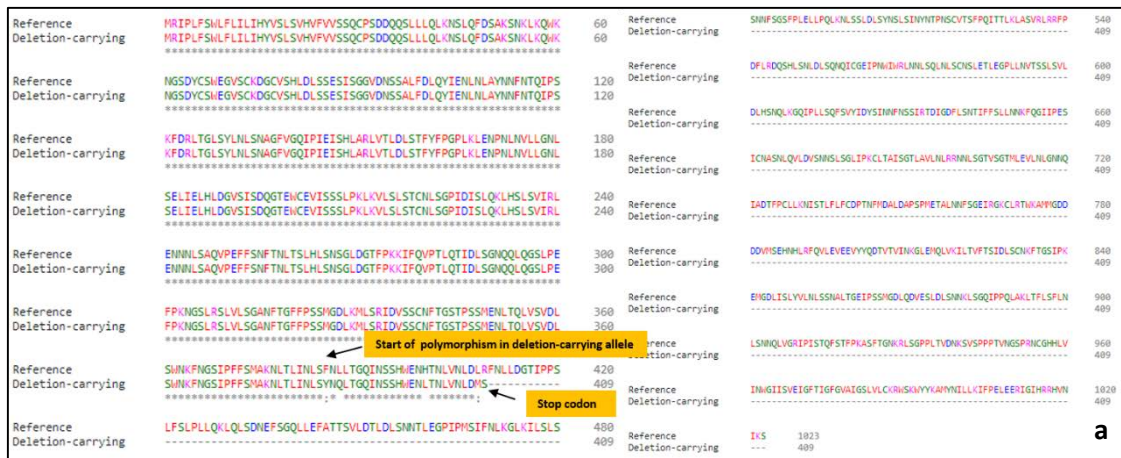 Reference MRIPLFSWLFLILIHYVSLSVHVFVVSSQCPSDDQQSLLLQLKNSLQFDSAKSNKLKQWK 60
Deletion-carrying MRIPLFSWLFLILIHYVSLSVHVFVVSSQCPSDDQQSLLLQLKNSLQFDSAKSNKLKQWK 60
************************************************************
Reference NGSDYCSWEGVSCKDGCVSHLDLSSESISGGVDNSSALFDLQYIENLNLAYNNFNTQIPS 120
Deletion-carrying NGSDYCSWEGVSCKDGCVSHLDLSSESISGGVDNSSALFDLQYIENLNLAYNNFNTQIPS 120
************************************************************
Reference KFDRLTGLSYLNLSNAGFVGQIPIEISHLARLVTLDLSTFYFPGPLKLENPNLNVLLGNL 180
Deletion-carrying KFDRLTGLSYLNLSNAGFVGQIPIEISHLARLVTLDLSTFYFPGPLKLENPNLNVLLGNL 180
************************************************************
Reference SELIELHLDGVSISDQGTEWCEVISSSLPKLKVLSLSTCNLSGPIDISLQKLHSLSVIRL 240
Deletion-carrying SELIELHLDGVSISDQGTEWCEVISSSLPKLKVLSLSTCNLSGPIDISLQKLHSLSVIRL 240
************************************************************
Reference ENNNLSAQVPEFFSNFTNLTSLHLSNSGLDGTFPKKIFQVPTLQTIDLSGNQQLQGSLPE 300
Deletion-carrying ENNNLSAQVPEFFSNFTNLTSLHLSNSGLDGTFPKKIFQVPTLQTIDLSGNQQLQGSLPE 300
************************************************************
Reference FPKNGSLRSLVLSGANFTGFFPSSMGDLKMLSRIDVSSCNFTGSTPSSMENLTQLVSVDL 360
Deletion-carrying FPKNGSLRSLVLSGANFTGFFPSSMGDLKMLSRIDVSSCNFTGSTPSSMENLTQLVSVDL 360
************************************************************
Start of polymorphism in deletion-carrying allele
Reference SWNKFNGSIPFFSMAKNLTLINLSFNLLTGQINSSHWENHTNLVNLDLRFNLLDGTIPPS 420
Deletion-carrying SWNKFNGSIPFFSMAKNLTLINLSYNQLTGQINSSHWENLTNLVNLDMS----------- 409
************************:* ************ *******:
Stop codon
Reference LFSLPLLQKLQLSDNEFSGQLLEFATTSVLDTLDLSNNTLEGPIPMSIFNLKGLKILSLS 480
Deletion-carrying ------------------------------------------------------------ 409
Reference SNNFSGSFPLELLPQLKNLSSLDLSYNSLSINYNTPNSCVTSFPQITTLKLASVRLRRFP 540
Deletion-carrying ------------------------------------------------------------ 409
Reference DFLRDQSHLSNLDLSQNQICGEIPNWIWRLNNLSQLNLSCNSLETLEGPLLNVTSSLSVL 600
Deletion-carrying ------------------------------------------------------------ 409
Reference DLHSNQLKGQIPLLSQFSVYIDYSINNFNSSIRTDIGDFLSNTIFFSLLNNKFQGIIPES 660
Deletion-carrying ------------------------------------------------------------ 409
Reference ICNASNLQVLDVSNNSLSGLIPKCLTAISGTLAVLNLRRNNLSGTVSGTMLEVLNLGNNQ 720
Deletion-carrying ------------------------------------------------------------ 409
Reference IADTFPCLLKNISTLFLFCDPTNFMDALDAPSPMETALNNFSGEIRGKCLRTWKAMMGDD 780
Deletion-carrying ------------------------------------------------------------ 409
Reference DDVMSEHNHLRFQVLEVEEVYYQDTVTVINKGLEMQLVKILTVFTSIDLSCNKFTGSIPK 840
Deletion-carrying ------------------------------------------------------------ 409
Reference EMGDLISLYVLNLSSNALTGEIPSSMGDLQDVESLDLSNNKLSGQIPPQLAKLTFLSFLN 900
Deletion-carrying ------------------------------------------------------------ 409
Reference LSNNQLVGRIPISTQFSTFPKASFTGNKRLSGPPLTVDNKSVSPPPTVNGSPRNCGHHLV 960
Deletion-carrying ------------------------------------------------------------ 409
Reference INWGIISVEIGFTIGFGVAIGSLVLCKRWSKWYYKAMYNILLKIFPELEERIGIHRRHVN 1020
Deletion-carrying ------------------------------------------------------------ 409
Reference IKS 1023
Deletion-carrying --- 409
a